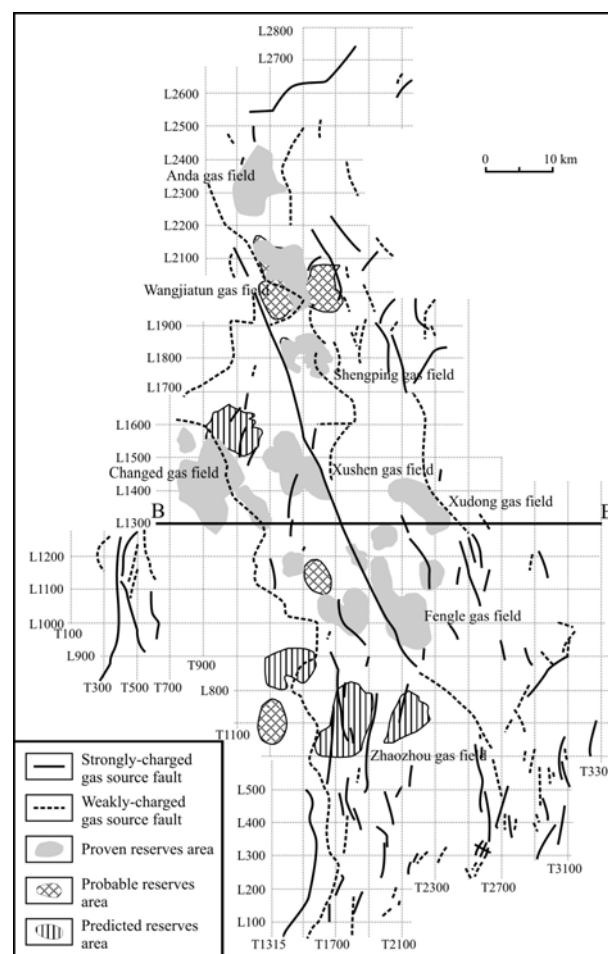 L2800
L2700
L2600
L2500
L2400
Anda gas field
L2300
L2200
L2100
Wangjiatun gas field
L2000
L1900
L1800
Shengping gas field
L1700
L1600
L1500
Changed gas field
Xushen gas field
L1400
Xudong gas field
B
L1300
L1200
L1100
L1000
Fengle gas field
T100
L900
T900
T300
T500
T700
L800
T1100
Zhaozhou gas field
T330
L500
L400
L300
L200
L100
T1315
T1700
T2100
T2300
T2700
T3100
0
10 km
Strongly-charged
gas source fault
Weakly-charged
gas source fault
Proven reserves area
Probable reserves
area
Predicted reserves
area